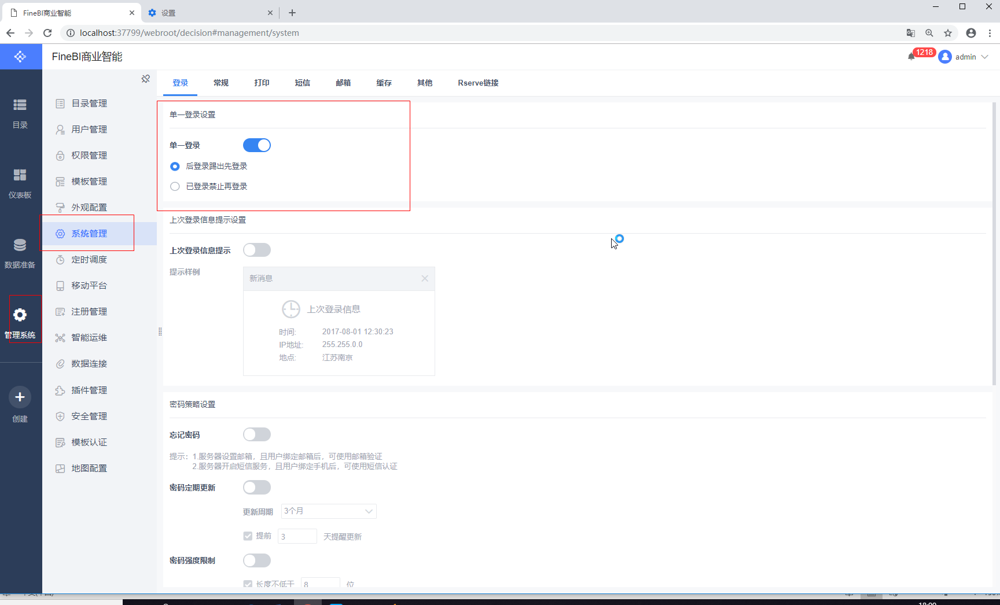 FineBI商业智能
设置
localhost:37799/webroot/decision#management/system
FineBI商业智能
1218
admin
目录
仪表板
数据准备
管理系统
创建
目录管理
用户管理
权限管理
模板管理
外观配置
系统管理
定时调度
移动平台
注册管理
智能运维
数据连接
插件管理
安全管理
模板认证
地图配置
登录 常规 打印 短信 邮箱 缓存 其他 Rserve链接
单一登录设置
单一登录
后登录踢出先登录
已登录禁止再登录
上次登录信息提示设置
上次登录信息提示
提示样例
新消息
上次登录信息
时间: 2017-08-01 12:30:23
IP地址: 255.255.0.0
地点: 江苏南京
密码策略设置
忘记密码
提示：1.服务器设置邮箱，且用户绑定邮箱后，可使用邮箱验证
2.服务器开启短信服务，且用户绑定手机后，可使用短信认证
密码定期更新
更新周期 3个月
提前 3 天提醒更新
密码强度限制
长度不低于 8 位
18:00